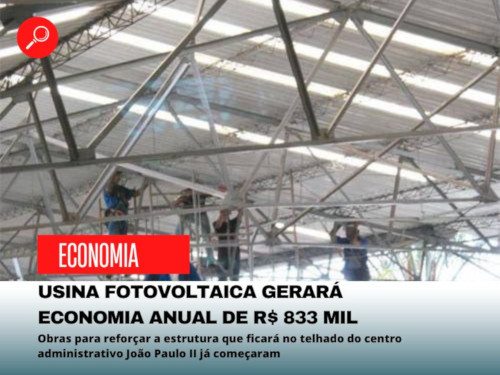 ECONOMIA
USINA FOTOVOLTAICA GERARÁ
ECONOMIA ANUAL DE R$ 833 MIL
Obras para reforçar a estrutura que ficará no telhado do centro
administrativo João Paulo II já começaram